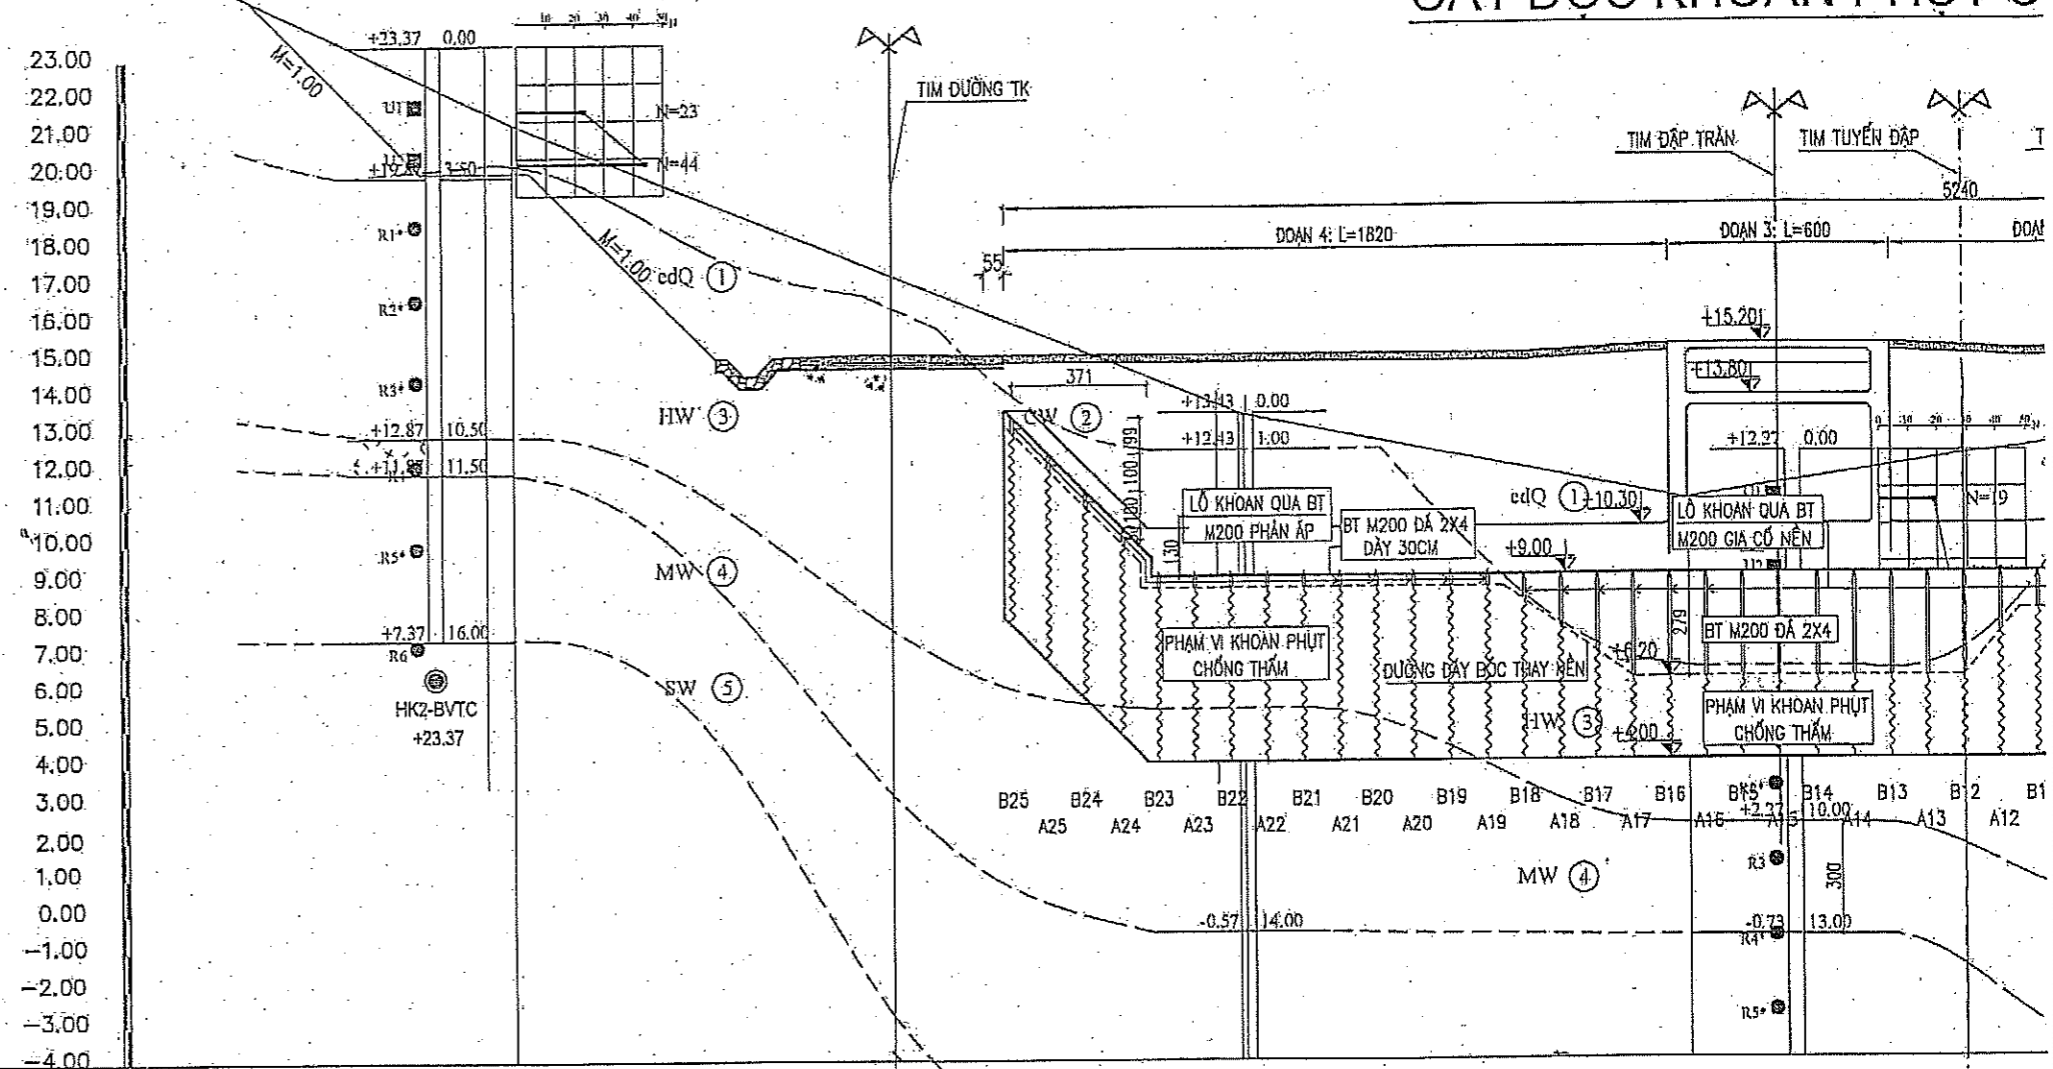 10 20 30 40 50
+23.37 0.00
23.00
22.00
21.00
20.00
19.00
18.00
17.00
16.00
15.00
14.00
13.00
12.00
11.00
10.00
9.00
8.00
7.00
6.00
5.00
4.00
3.00
2.00
1.00
0.00
-1.00
-2.00
-3.00
-4.00
M=1.00
U1
N=23
N=44
3.50
R1*
R2*
R3*
+12.87 10.50
11.50
R5*
+7.37 16.00
R6
HK2-BVTC
+23.37
M=1.00
edQ 1
HW 3
MW 4
SW 5
TIM ĐƯỜNG TK
TIM ĐẬP TRÀN
TIM TUYẾN ĐẬP
5240
ĐOẠN 4: L=1820
ĐOẠN 3: L=600
55
+15.20
+13.80
371
CW 2
+13.43 0.00
+12.43 1.00
+12.27 0.00
N=19
99
100
130
edQ 1
+10.30
+9.00
LỖ KHOAN QUA BT
M200 PHẢN ÁP
BT M200 ĐÁ 2X4
DÀY 30CM
LỖ KHOAN QUA BT
M200 GIA CỐ NỀN
279
BT M200 ĐÁ 2X4
PHẠM VI KHOAN PHỤT
CHỐNG THẤM
ĐƯỜNG ĐÁY BÓC THAY NỀN
+6.20
HW 3
PHẠM VI KHOAN PHỤT
CHỐNG THẤM
B25 B24 B23 B22 B21 B20 B19 B18 B17 B16 B15 B14 B13 B12
A25 A24 A23 A22 A21 A20 A19 A18 A17 A16 A15 A14 A13 A12
+2.27 10.00
R3
300
MW 4
-0.57 14.00
-0.73 13.00
R4*
R5*